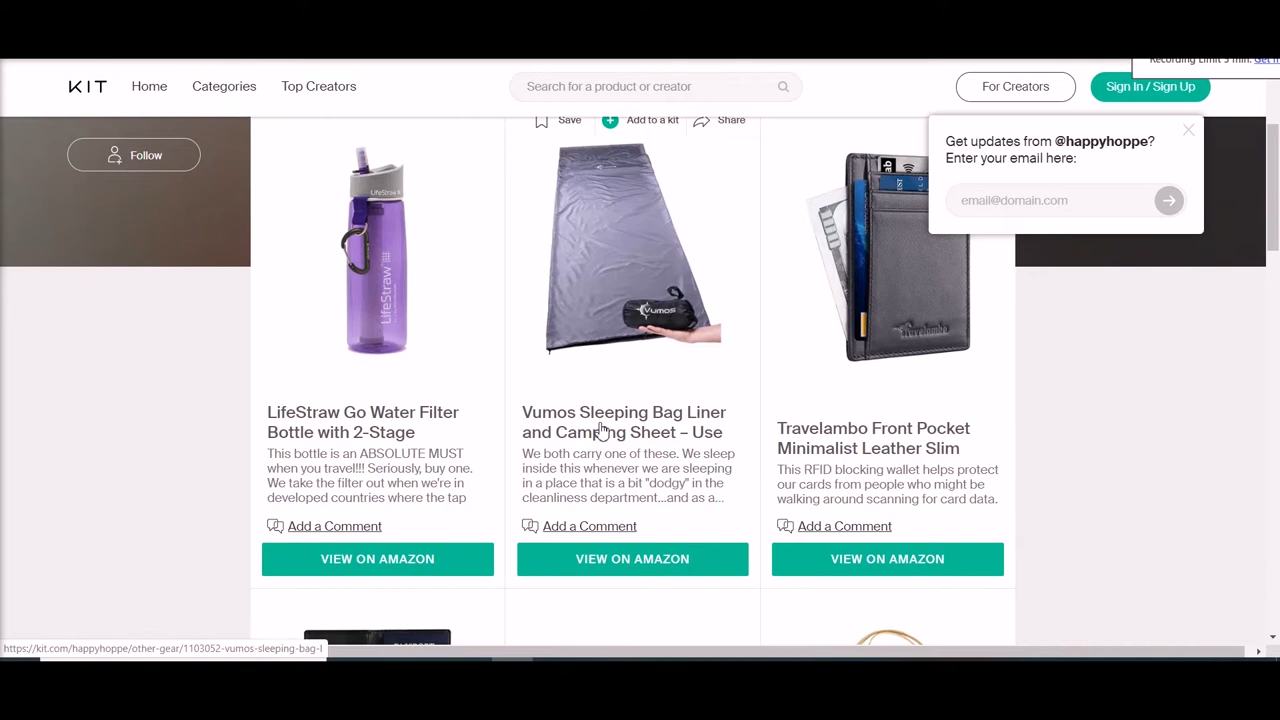 Recording Limit 5 min. Get
KIT Home Categories Top Creators Search for a product or creator For Creators Sign In / Sign Up
Follow
Save Add to a kit Share
Get updates from @happyhoppe?
Enter your email here:
email@domain.com
LifeStraw
LifeStraw
Vumos
Travelambo
LifeStraw Go Water Filter
Bottle with 2-Stage
This bottle is an ABSOLUTE MUST
when you travel!!! Seriously, buy one.
We take the filter out when we're in
developed countries where the tap
Add a Comment
VIEW ON AMAZON
Vumos Sleeping Bag Liner
and Camping Sheet – Use
We both carry one of these. We sleep
inside this whenever we are sleeping
in a place that is a bit "dodgy" in the
cleanliness department...and as a...
Add a Comment
VIEW ON AMAZON
Travelambo Front Pocket
Minimalist Leather Slim
This RFID blocking wallet helps protect
our cards from people who might be
walking around scanning for card data.
Add a Comment
VIEW ON AMAZON
https://kit.com/happyhoppe/other-gear/1103052-vumos-sleeping-bag-l